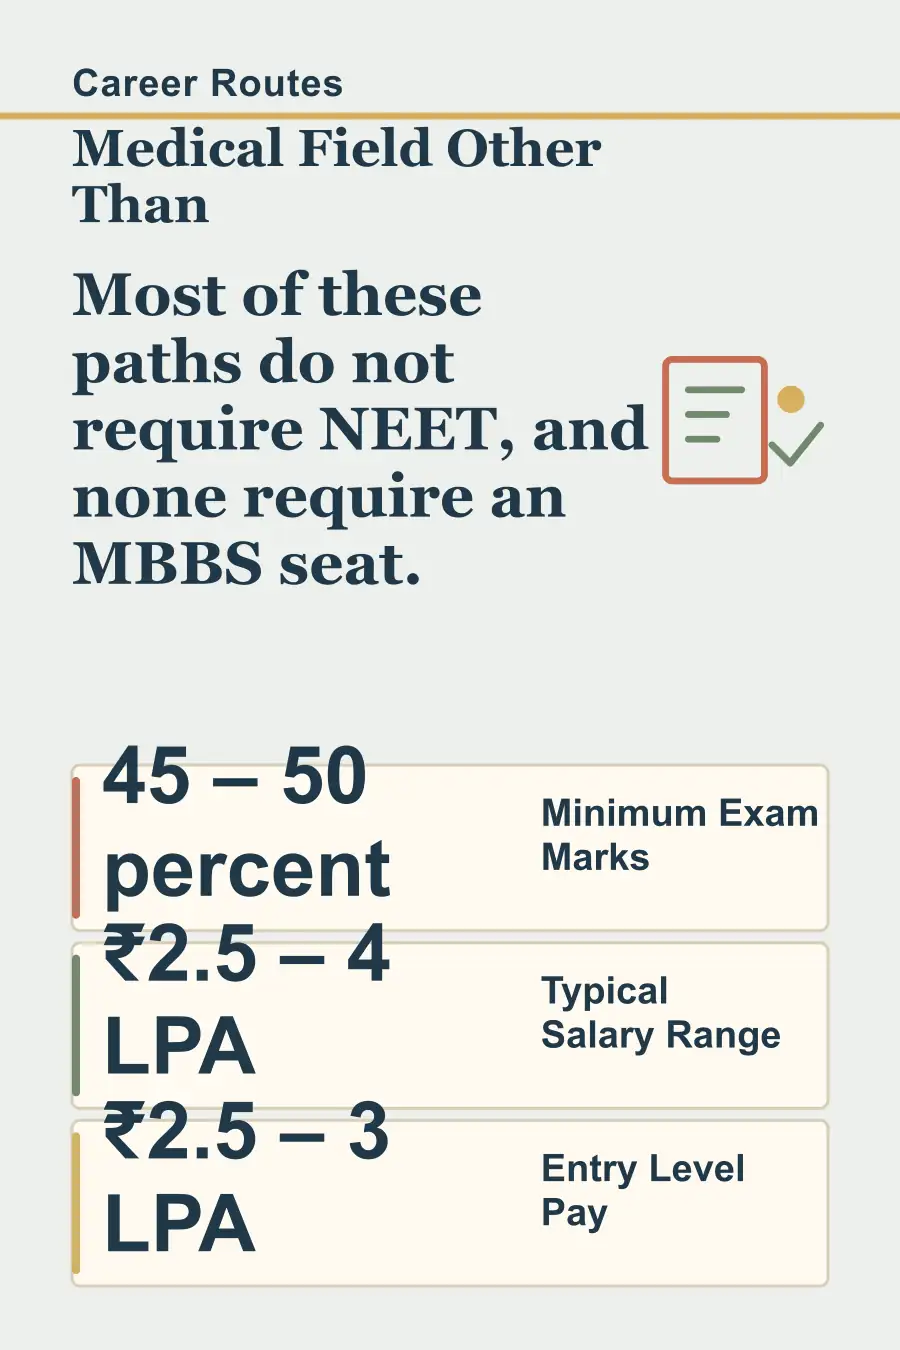 Career Routes
Medical Field Other
Than
Most of these
paths do not
require NEET, and
none require an
MBBS seat.
45 – 50
percent
Minimum Exam
Marks
₹2.5 – 4
LPA
Typical
Salary Range
₹2.5 – 3
LPA
Entry Level
Pay